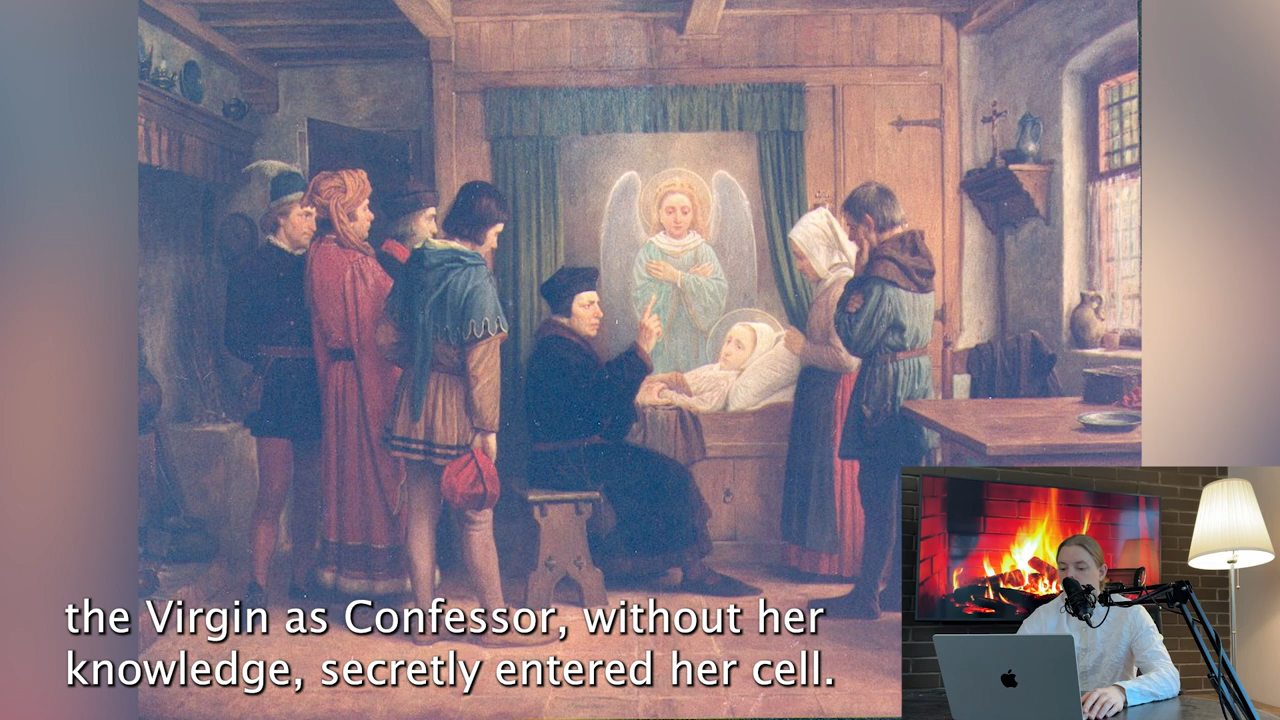 the Virgin as Confessor, without her
knowledge, secretly entered her cell.